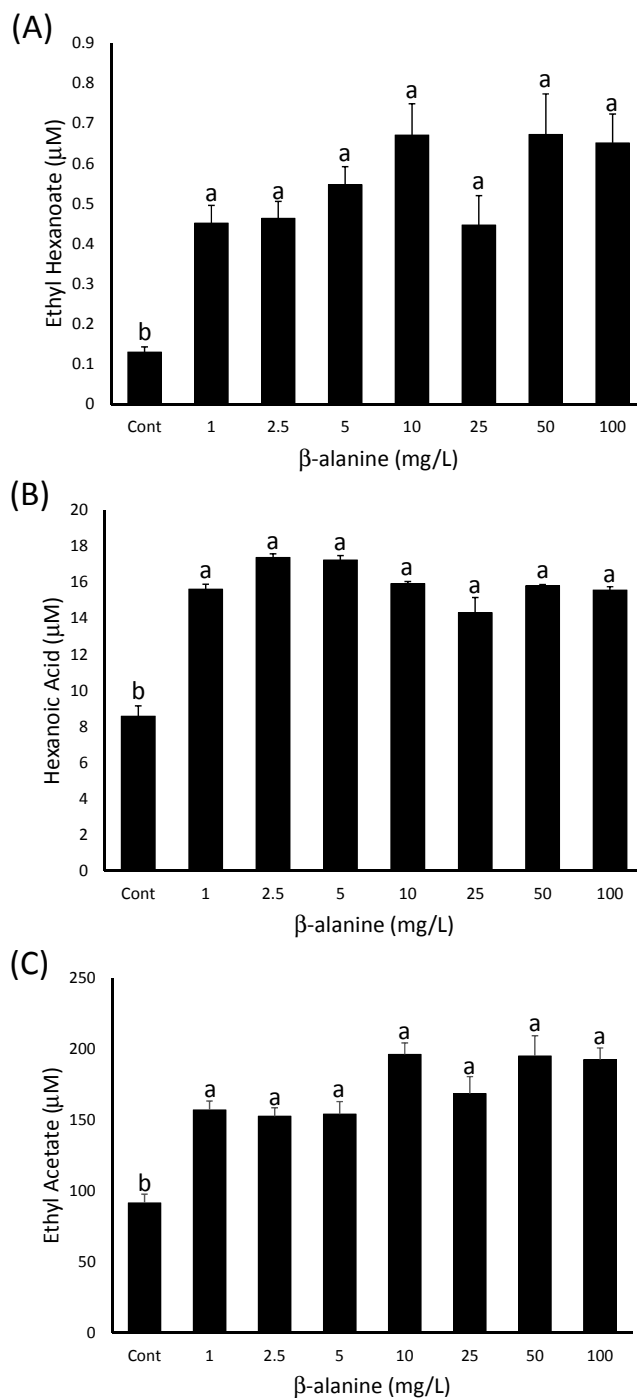 (A)
Ethyl Hexanoate (µM)
0.9
0.8
0.7
0.6
0.5
0.4
0.3
0.2
0.1
0
b
a
a
a
a
a
a
a
Cont 1 2.5 5 10 25 50 100
β-alanine (mg/L)
(B)
Hexanoic Acid (µM)
20
18
16
14
12
10
8
6
4
2
0
b
a
a
a
a
a
a
a
Cont 1 2.5 5 10 25 50 100
β-alanine (mg/L)
(C)
Ethyl Acetate (µM)
250
200
150
100
50
0
b
a
a
a
a
a
a
a
Cont 1 2.5 5 10 25 50 100
β-alanine (mg/L)